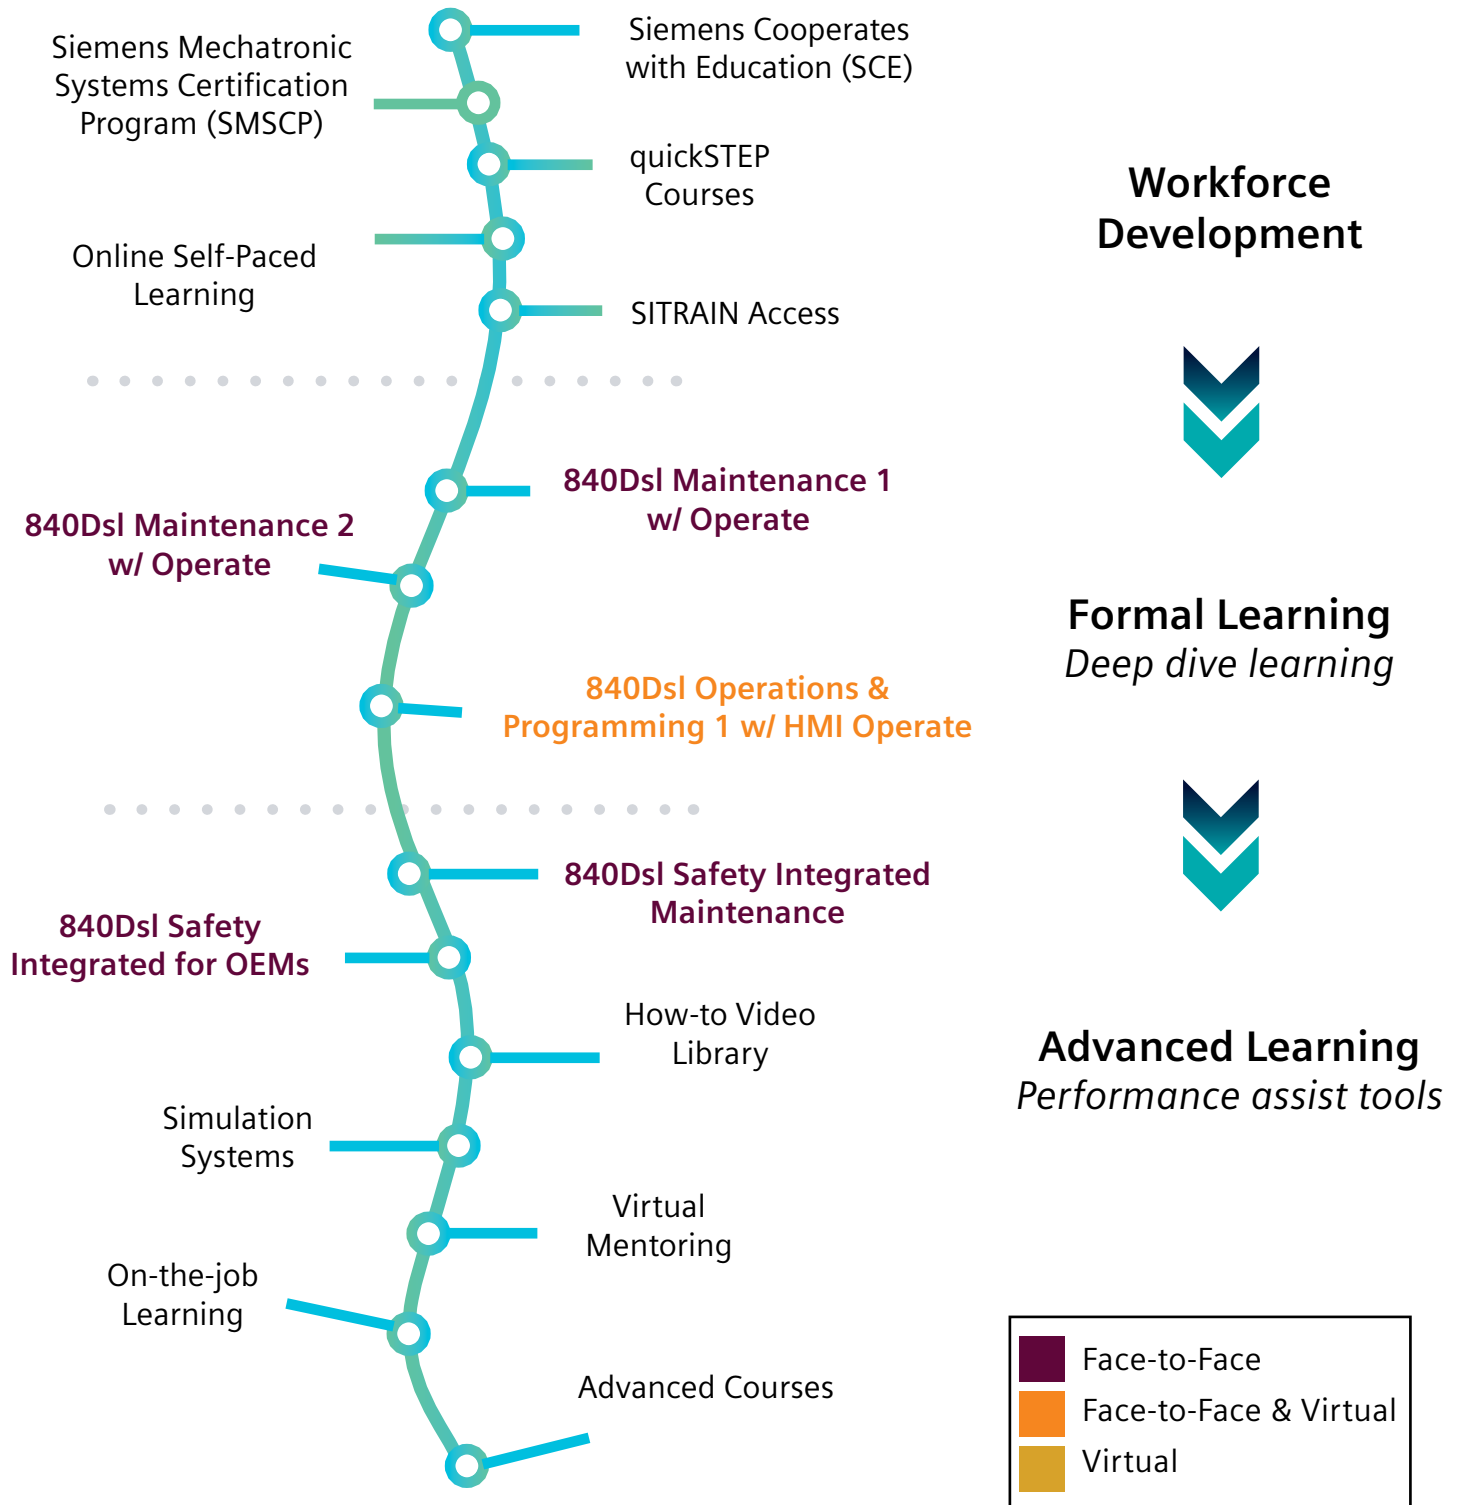 Siemens Cooperates
with Education (SCE)
Siemens Mechatronic
Systems Certification
Program (SMSCP)
quickSTEP
Courses
Online Self-Paced
Learning
SITRAIN Access
Workforce
Development
840Dsl Maintenance 1
w/ Operate
840Dsl Maintenance 2
w/ Operate
840Dsl Operations &
Programming 1 w/ HMI Operate
Formal Learning
Deep dive learning
840Dsl Safety Integrated
Maintenance
840Dsl Safety
Integrated for OEMs
How-to Video
Library
Simulation
Systems
Virtual
Mentoring
On-the-job
Learning
Advanced Courses
Advanced Learning
Performance assist tools
Face-to-Face
Face-to-Face & Virtual
Virtual